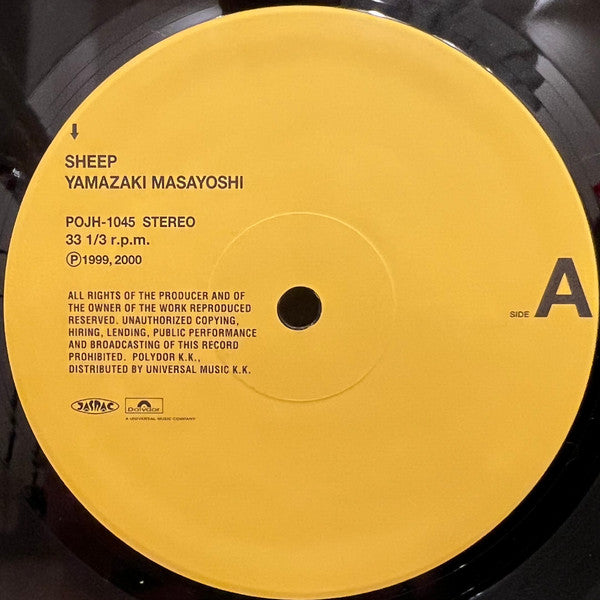 SHEEP
YAMAZAKI MASAYOSHI
POJH-1045 STEREO
33 1/3 r.p.m.
Ⓟ1999, 2000
ALL RIGHTS OF THE PRODUCER AND OF
THE OWNER OF THE WORK REPRODUCED
RESERVED. UNAUTHORIZED COPYING,
HIRING, LENDING, PUBLIC PERFORMANCE
AND BROADCASTING OF THIS RECORD
PROHIBITED. POLYDOR K.K.,
DISTRIBUTED BY UNIVERSAL MUSIC K.K.
JASRAC Polydor
A UNIVERSAL MUSIC COMPANY
SIDE A